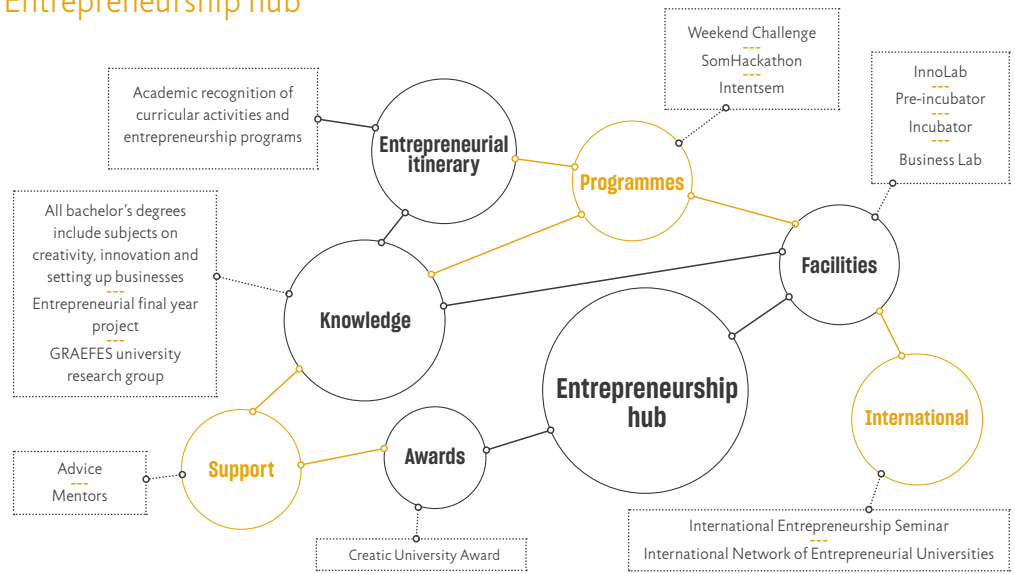 Entrepreneurship hub
Weekend Challenge
SomHackathon
Intentsem
InnoLab
Pre-incubator
Incubator
Business Lab
Academic recognition of
curricular activities and
entrepreneurship programs
Entrepreneurial
itinerary
Programmes
All bachelor’s degrees
include subjects on
creativity, innovation and
setting up businesses
Entrepreneurial final year
project
GRAEFES university
research group
Knowledge
Facilities
Entrepreneurship
hub
International
Support
Awards
Advice
Mentors
Creatic University Award
International Entrepreneurship Seminar
International Network of Entrepreneurial Universities